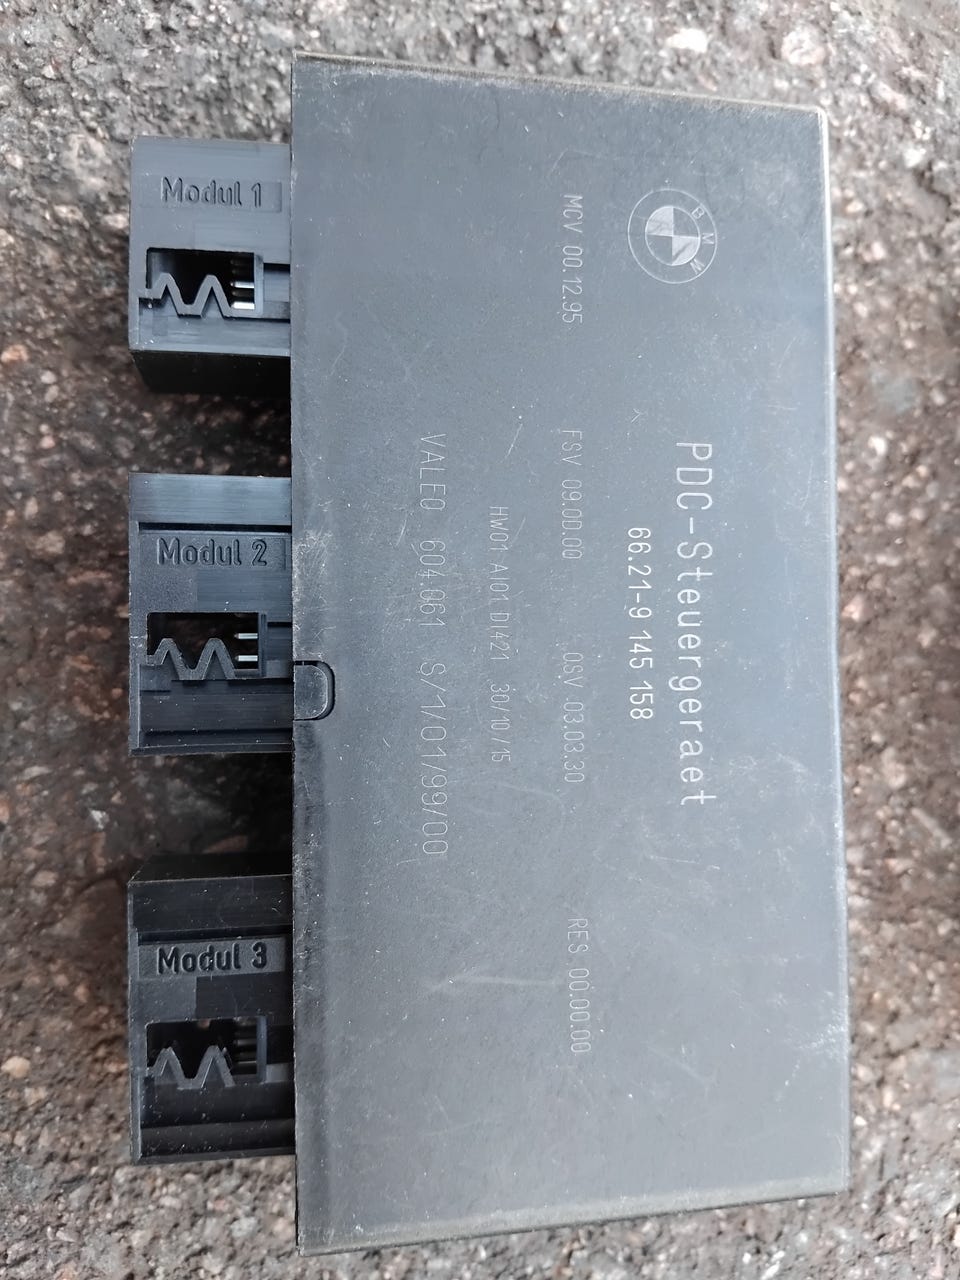 BMW
PDC-Steuergeraet
66.21-9 145 158
MCV 00.12.95 FSV 09.00.00 OSV 03.03.30 RES 00.00.00
HW01 AI01 DI421 30/10/15
VALEO 604.061 S/1/01/99/00
Modul 1
Modul 2
Modul 3